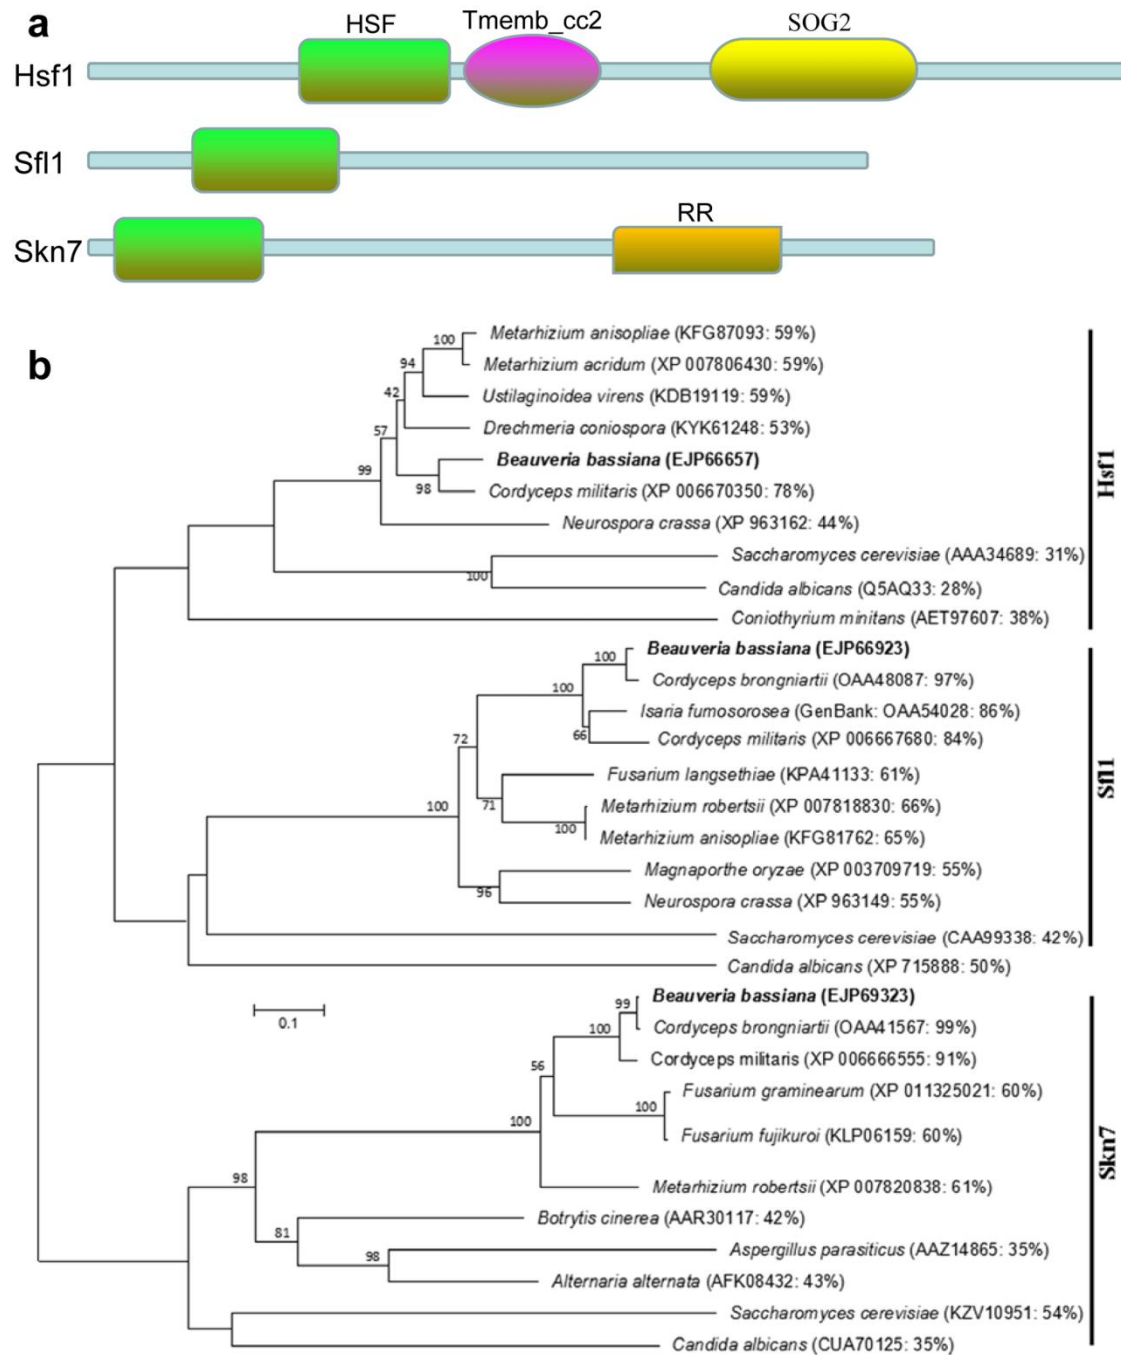 a
HSF
Tmemb_cc2
SOG2
Hsf1
Sfl1
RR
Skn7
b
100
Metarhizium anisopliae (KFG87093: 59%)
94
Metarhizium acridum (XP 007806430: 59%)
42
Ustilaginoidea virens (KDB19119: 59%)
57
Drechmeria coniospora (KYK61248: 53%)
99
Beauveria bassiana (EJP66657)
98
Cordyceps militaris (XP 006670350: 78%)
Neurospora crassa (XP 963162: 44%)
Saccharomyces cerevisiae (AAA34689: 31%)
100
Candida albicans (Q5AQ33: 28%)
Coniothyrium minitans (AET97607: 38%)
Hsf1
100
Beauveria bassiana (EJP66923)
100
Cordyceps brongniartii (OAA48087: 97%)
Isaria fumosorosea (GenBank: OAA54028: 86%)
66
Cordyceps militaris (XP 006667680: 84%)
72
Fusarium langsethiae (KPA41133: 61%)
71
100
Metarhizium robertsii (XP 007818830: 66%)
100
Metarhizium anisopliae (KFG81762: 65%)
Magnaporthe oryzae (XP 003709719: 55%)
96
Neurospora crassa (XP 963149: 55%)
Saccharomyces cerevisiae (CAA99338: 42%)
Candida albicans (XP 715888: 50%)
Sfl1
0.1
99
Beauveria bassiana (EJP69323)
100
Cordyceps brongniartii (OAA41567: 99%)
Cordyceps militaris (XP 006666555: 91%)
56
Fusarium graminearum (XP 011325021: 60%)
100
Fusarium fujikuroi (KLP06159: 60%)
100
Metarhizium robertsii (XP 007820838: 61%)
98
Botrytis cinerea (AAR30117: 42%)
81
Aspergillus parasiticus (AAZ14865: 35%)
98
Alternaria alternata (AFK08432: 43%)
Saccharomyces cerevisiae (KZV10951: 54%)
Candida albicans (CUA70125: 35%)
Skn7